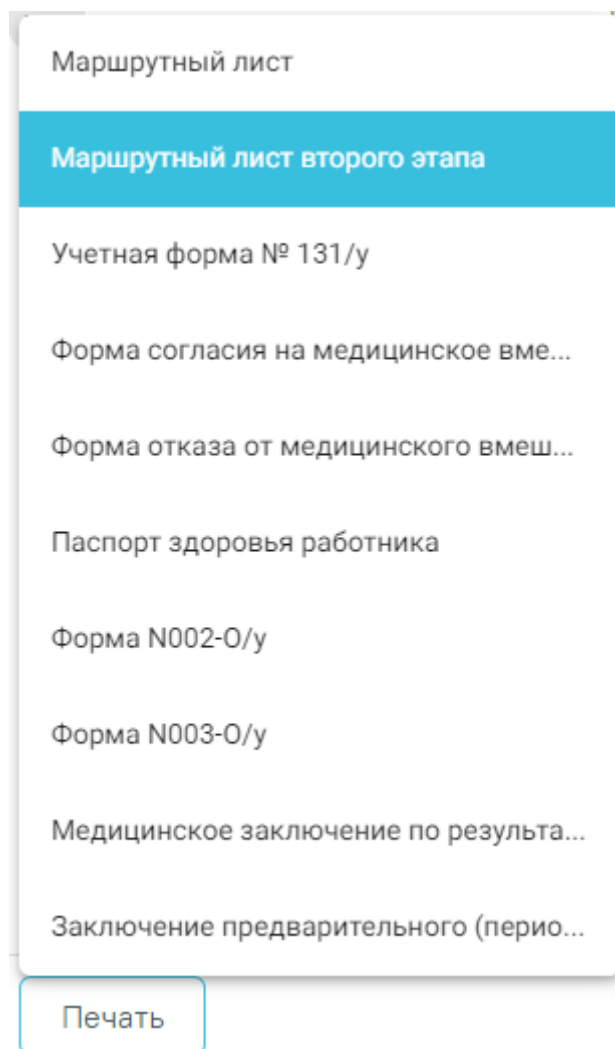 Маршрутный лист
Маршрутный лист второго этапа
Учетная форма № 131/у
Форма согласия на медицинское вме...
Форма отказа от медицинского вмеш...
Паспорт здоровья работника
Форма N002-О/у
Форма N003-О/у
Медицинское заключение по результа...
Заключение предварительного (перио...
Печать